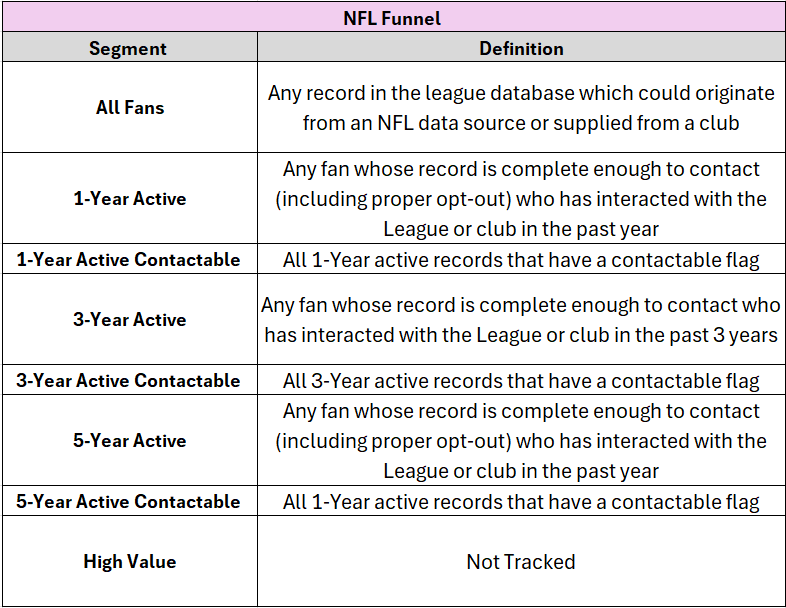 NFL Funnel
Segment
Definition
All Fans
Any record in the league database which could originate
from an NFL data source or supplied from a club
1-Year Active
Any fan whose record is complete enough to contact
(including proper opt-out) who has interacted with the
League or club in the past year
1-Year Active Contactable
All 1-Year active records that have a contactable flag
3-Year Active
Any fan whose record is complete enough to contact who
has interacted with the League or club in the past 3 years
3-Year Active Contactable
All 3-Year active records that have a contactable flag
5-Year Active
Any fan whose record is complete enough to contact
(including proper opt-out) who has interacted with the
League or club in the past year
5-Year Active Contactable
All 1-Year active records that have a contactable flag
High Value
Not Tracked